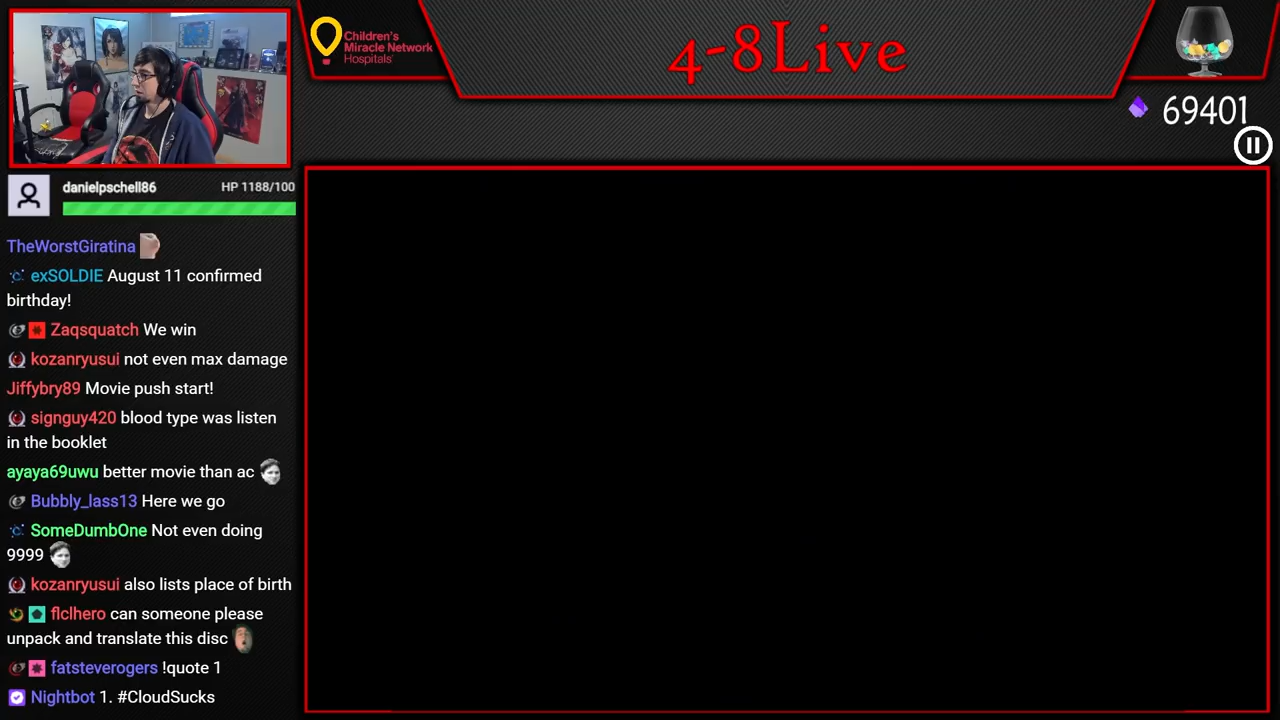 Children's
Miracle Network
Hospitals
4-8Live
69401
danielpschell86 HP 1188/100
TheWorstGiratina
exSOLDIE August 11 confirmed
birthday!
Zaqsquatch We win
kozanryusui not even max damage
Jiffybry89 Movie push start!
signguy420 blood type was listen
in the booklet
ayaya69uwu better movie than ac
Bubbly_lass13 Here we go
SomeDumbOne Not even doing
9999
kozanryusui also lists place of birth
flclhero can someone please
unpack and translate this disc
fatsteverogers !quote 1
Nightbot 1. #CloudSucks